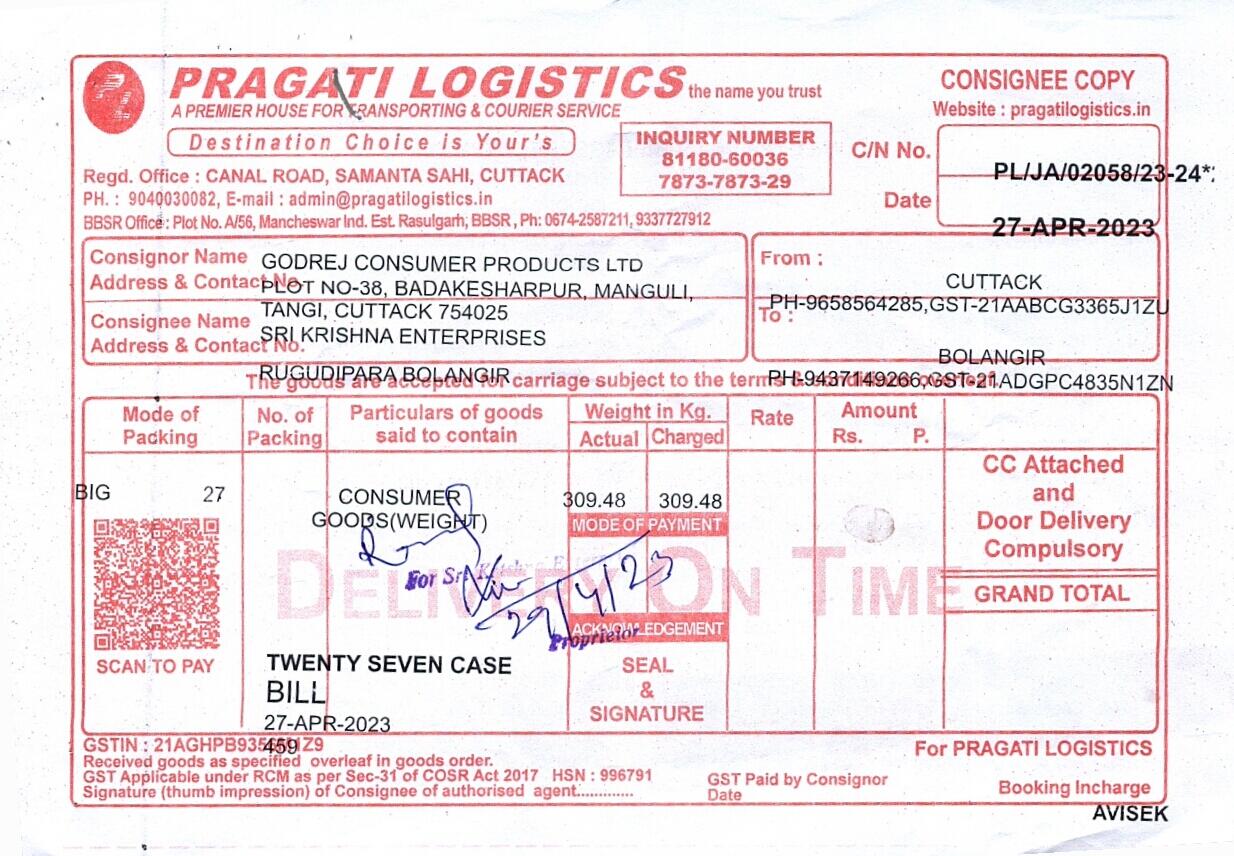 PRAGATI LOGISTICS the name you trust
A PREMIER HOUSE FOR TRANSPORTING & COURIER SERVICE
Destination Choice is Your's
INQUIRY NUMBER
81180-60036
7873-7873-29
CONSIGNEE COPY
Website : pragatilogistics.in
C/N No. PL/JA/02058/23-24*
Date 27-APR-2023
Regd. Office : CANAL ROAD, SAMANTA SAHI, CUTTACK
PH. : 9040030082, E-mail : admin@pragatilogistics.in
BBSR Office : Plot No. A/56, Mancheswar Ind. Est. Rasulgarh, BBSR , Ph: 0674-2587211, 9337727912
Consignor Name
Address & Contact No.
GODREJ CONSUMER PRODUCTS LTD
PLOT NO-38, BADAKESHARPUR, MANGULI,
TANGI, CUTTACK 754025
Consignee Name
Address & Contact No.
SRI KRISHNA ENTERPRISES
RUGUDIPARA BOLANGIR
From :
CUTTACK
PH-9658564285,GST-21AABCG3365J1ZU
To :
BOLANGIR
PH-9437149266,GST-21ADGPC4835N1ZN
The goods are accepted for carriage subject to the terms
Mode of Packing
No. of Packing
Particulars of goods said to contain
Weight in Kg.
Actual Charged
Rate
Amount
Rs. P.
BIG 27
CONSUMER
GOODS(WEIGHT)
309.48 309.48
MODE OF PAYMENT
CC Attached
and
Door Delivery
Compulsory
GRAND TOTAL
DELIVERY ON TIME
For Sri Krishna
29/4/23
Proprietor
ACKNOWLEDGEMENT
SEAL
&
SIGNATURE
SCAN TO PAY
TWENTY SEVEN CASE
BILL
27-APR-2023
459
GSTIN :
Received goods as specified overleaf in goods order.
GST Applicable under RCM as per Sec-31 of COSR Act 2017 HSN : 996791
Signature (thumb impression) of Consignee of authorised agent.............
GST Paid by Consignor
Date
For PRAGATI LOGISTICS
Booking Incharge
AVISEK